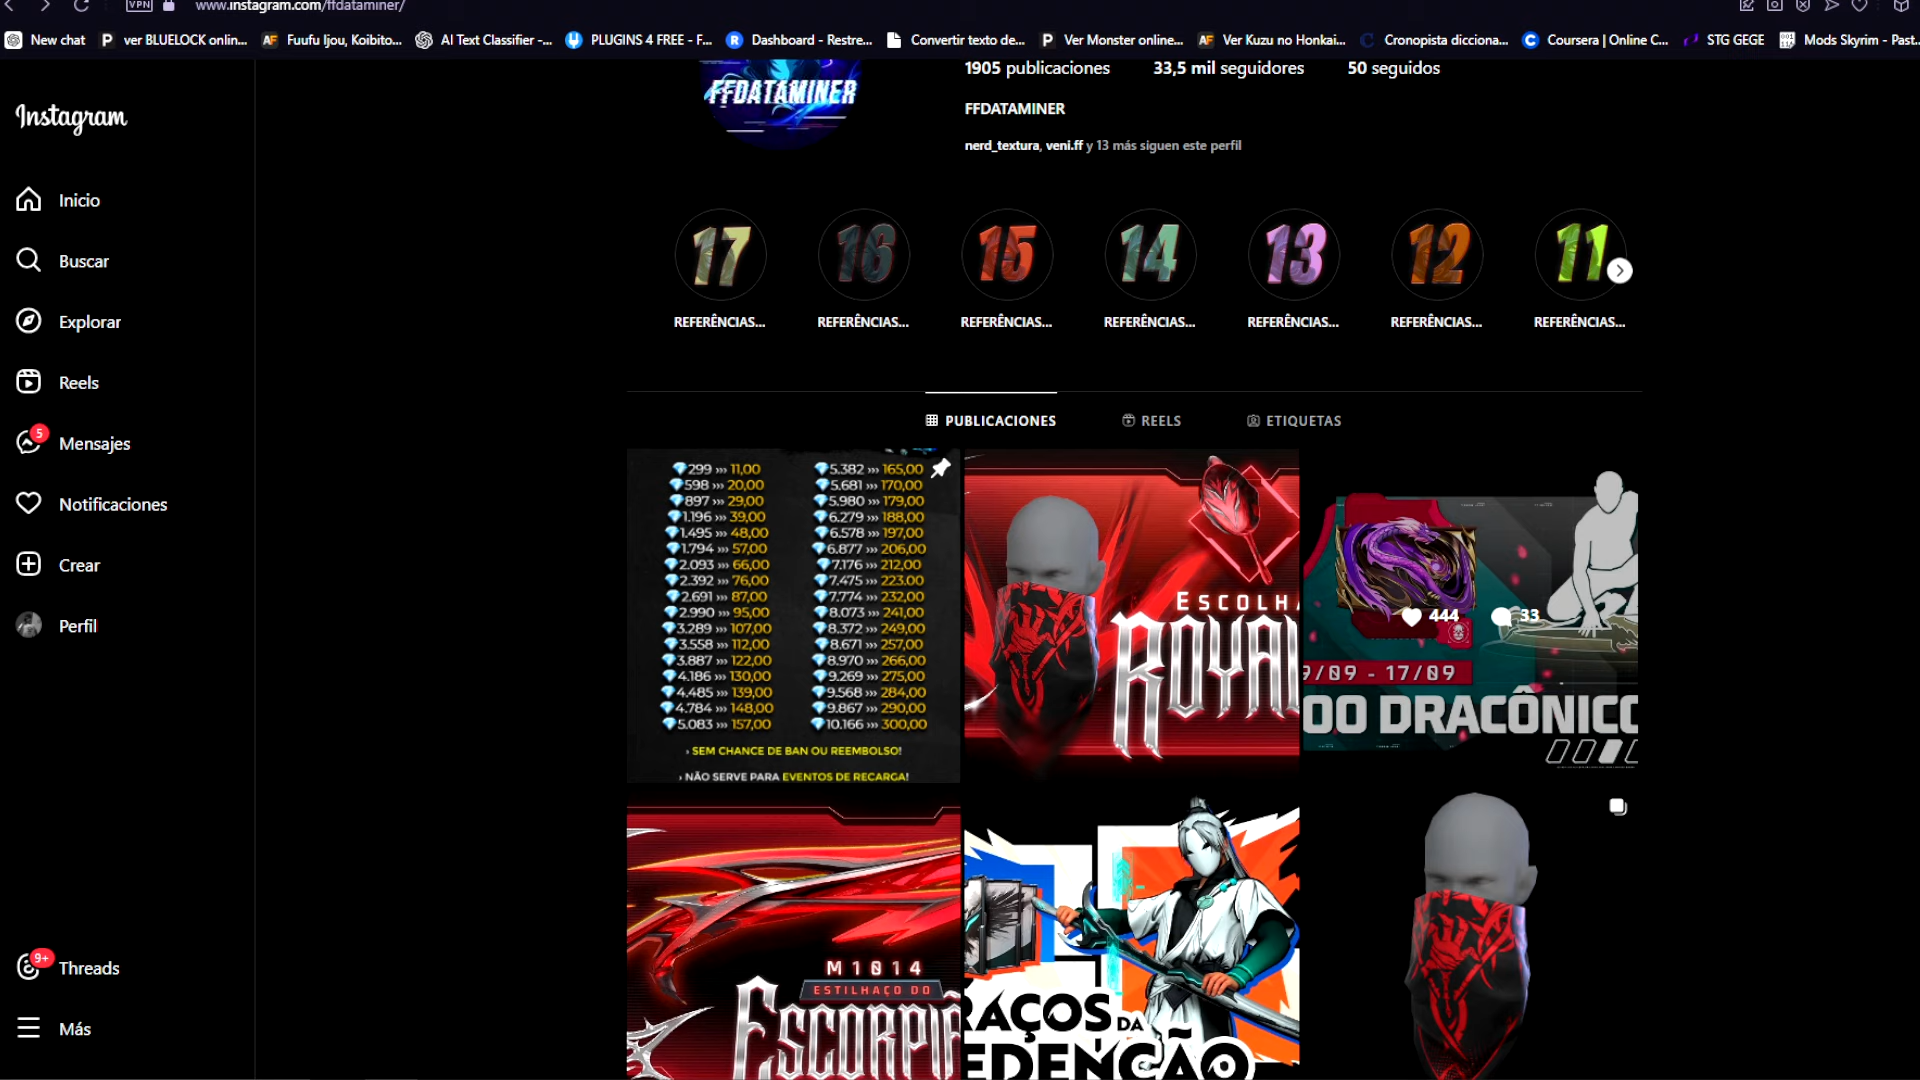 VPN
www.instagram.com/ffdataminer/
New chat
ver BLUELOCK onlin...
Fuufu Ijou, Koibito...
AI Text Classifier -...
PLUGINS 4 FREE - F...
Dashboard - Restre...
Convertir texto de...
Ver Monster online...
Ver Kuzu no Honkai...
Cronopista dicciona...
Coursera | Online C...
STG GEGE
Mods Skyrim - Past...
Instagram
Inicio
Buscar
Explorar
Reels
5
Mensajes
Notificaciones
Crear
Perfil
9+
Threads
Más
FFDATAMINER
1905 publicaciones
33,5 mil seguidores
50 seguidos
FFDATAMINER
nerd_textura, veni.ff y 13 más siguen este perfil
17
16
15
14
13
12
11
REFERÊNCIAS...
REFERÊNCIAS...
REFERÊNCIAS...
REFERÊNCIAS...
REFERÊNCIAS...
REFERÊNCIAS...
REFERÊNCIAS...
PUBLICACIONES
REELS
ETIQUETAS
299 ››› 11,00
598 ››› 20,00
897 ››› 29,00
1.196 ››› 39,00
1.495 ››› 48,00
1.794 ››› 57,00
2.093 ››› 66,00
2.392 ››› 76,00
2.691 ››› 87,00
2.990 ››› 95,00
3.289 ››› 107,00
3.558 ››› 112,00
3.887 ››› 122,00
4.186 ››› 130,00
4.485 ››› 139,00
4.784 ››› 148,00
5.083 ››› 157,00
5.382 ››› 165,00
5.681 ››› 170,00
5.980 ››› 179,00
6.279 ››› 188,00
6.578 ››› 197,00
6.877 ››› 206,00
7.176 ››› 212,00
7.475 ››› 223.00
7.774 ››› 232,00
8.073 ››› 241,00
8.372 ››› 249,00
8.671 ››› 257,00
8.970 ››› 266,00
9.269 ››› 275,00
9.568 ››› 284,00
9.867 ››› 290,00
10.166 ››› 300,00
› SEM CHANCE DE BAN OU REEMBOLSO!
› NÃO SERVE PARA EVENTOS DE RECARGA!
ESCOLHA
ROYAL
444
33
9/09 - 17/09
DO DRACÔNICO
M1014
ESTILHAÇO DO
ESCORPIÃ
RAÇOS DA
EDENÇÃO